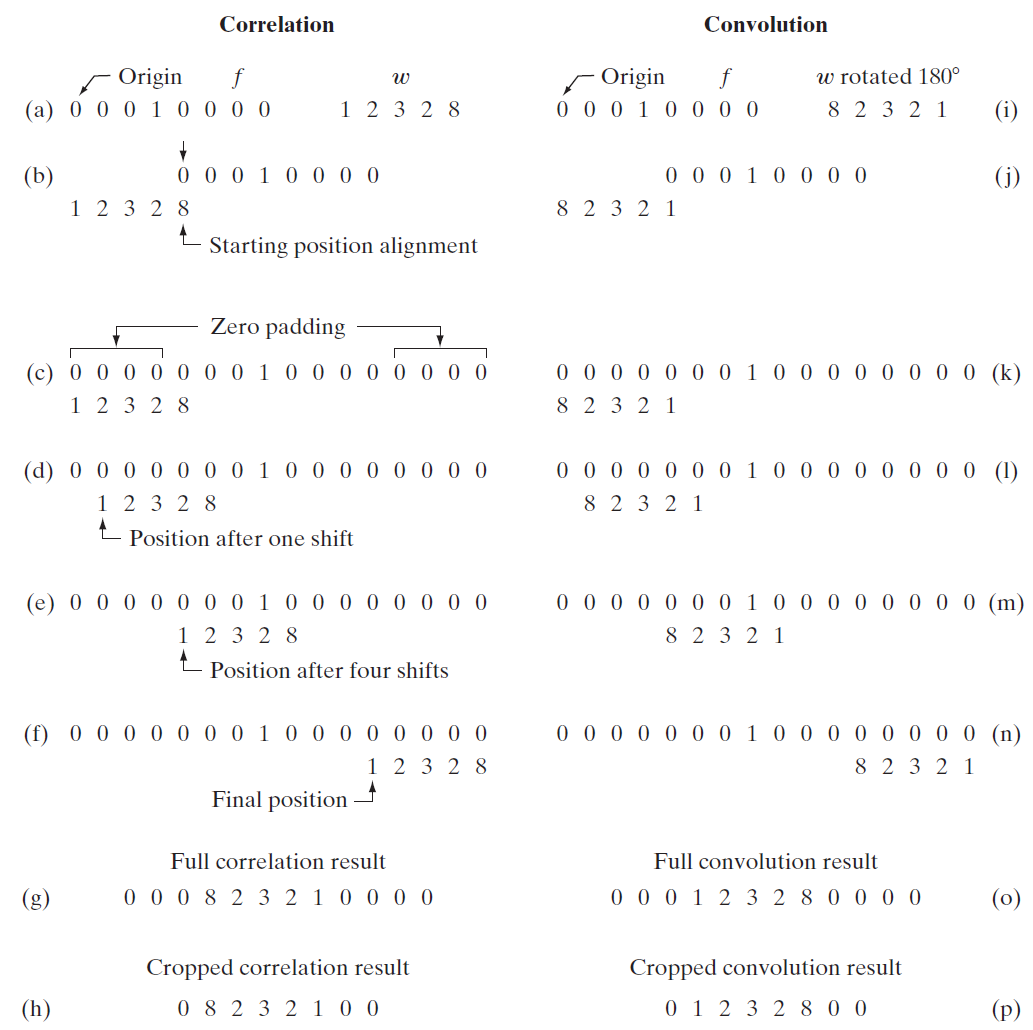 Correlation Convolution
Origin f w Origin f w rotated 180°
(a) 0 0 0 1 0 0 0 0 1 2 3 2 8 0 0 0 1 0 0 0 0 8 2 3 2 1 (i)
(b) 0 0 0 1 0 0 0 0 0 0 0 1 0 0 0 0 (j)
1 2 3 2 8 8 2 3 2 1
Starting position alignment
Zero padding
(c) 0 0 0 0 0 0 0 1 0 0 0 0 0 0 0 0 0 0 0 0 0 0 0 1 0 0 0 0 0 0 0 0 (k)
1 2 3 2 8 8 2 3 2 1
(d) 0 0 0 0 0 0 0 1 0 0 0 0 0 0 0 0 0 0 0 0 0 0 0 1 0 0 0 0 0 0 0 0 (l)
1 2 3 2 8 8 2 3 2 1
Position after one shift
(e) 0 0 0 0 0 0 0 1 0 0 0 0 0 0 0 0 0 0 0 0 0 0 0 1 0 0 0 0 0 0 0 0 (m)
1 2 3 2 8 8 2 3 2 1
Position after four shifts
(f) 0 0 0 0 0 0 0 1 0 0 0 0 0 0 0 0 0 0 0 0 0 0 0 1 0 0 0 0 0 0 0 0 (n)
1 2 3 2 8 8 2 3 2 1
Final position
Full correlation result Full convolution result
(g) 0 0 0 8 2 3 2 1 0 0 0 0 0 0 0 1 2 3 2 8 0 0 0 0 (o)
Cropped correlation result Cropped convolution result
(h) 0 8 2 3 2 1 0 0 0 1 2 3 2 8 0 0 (p)